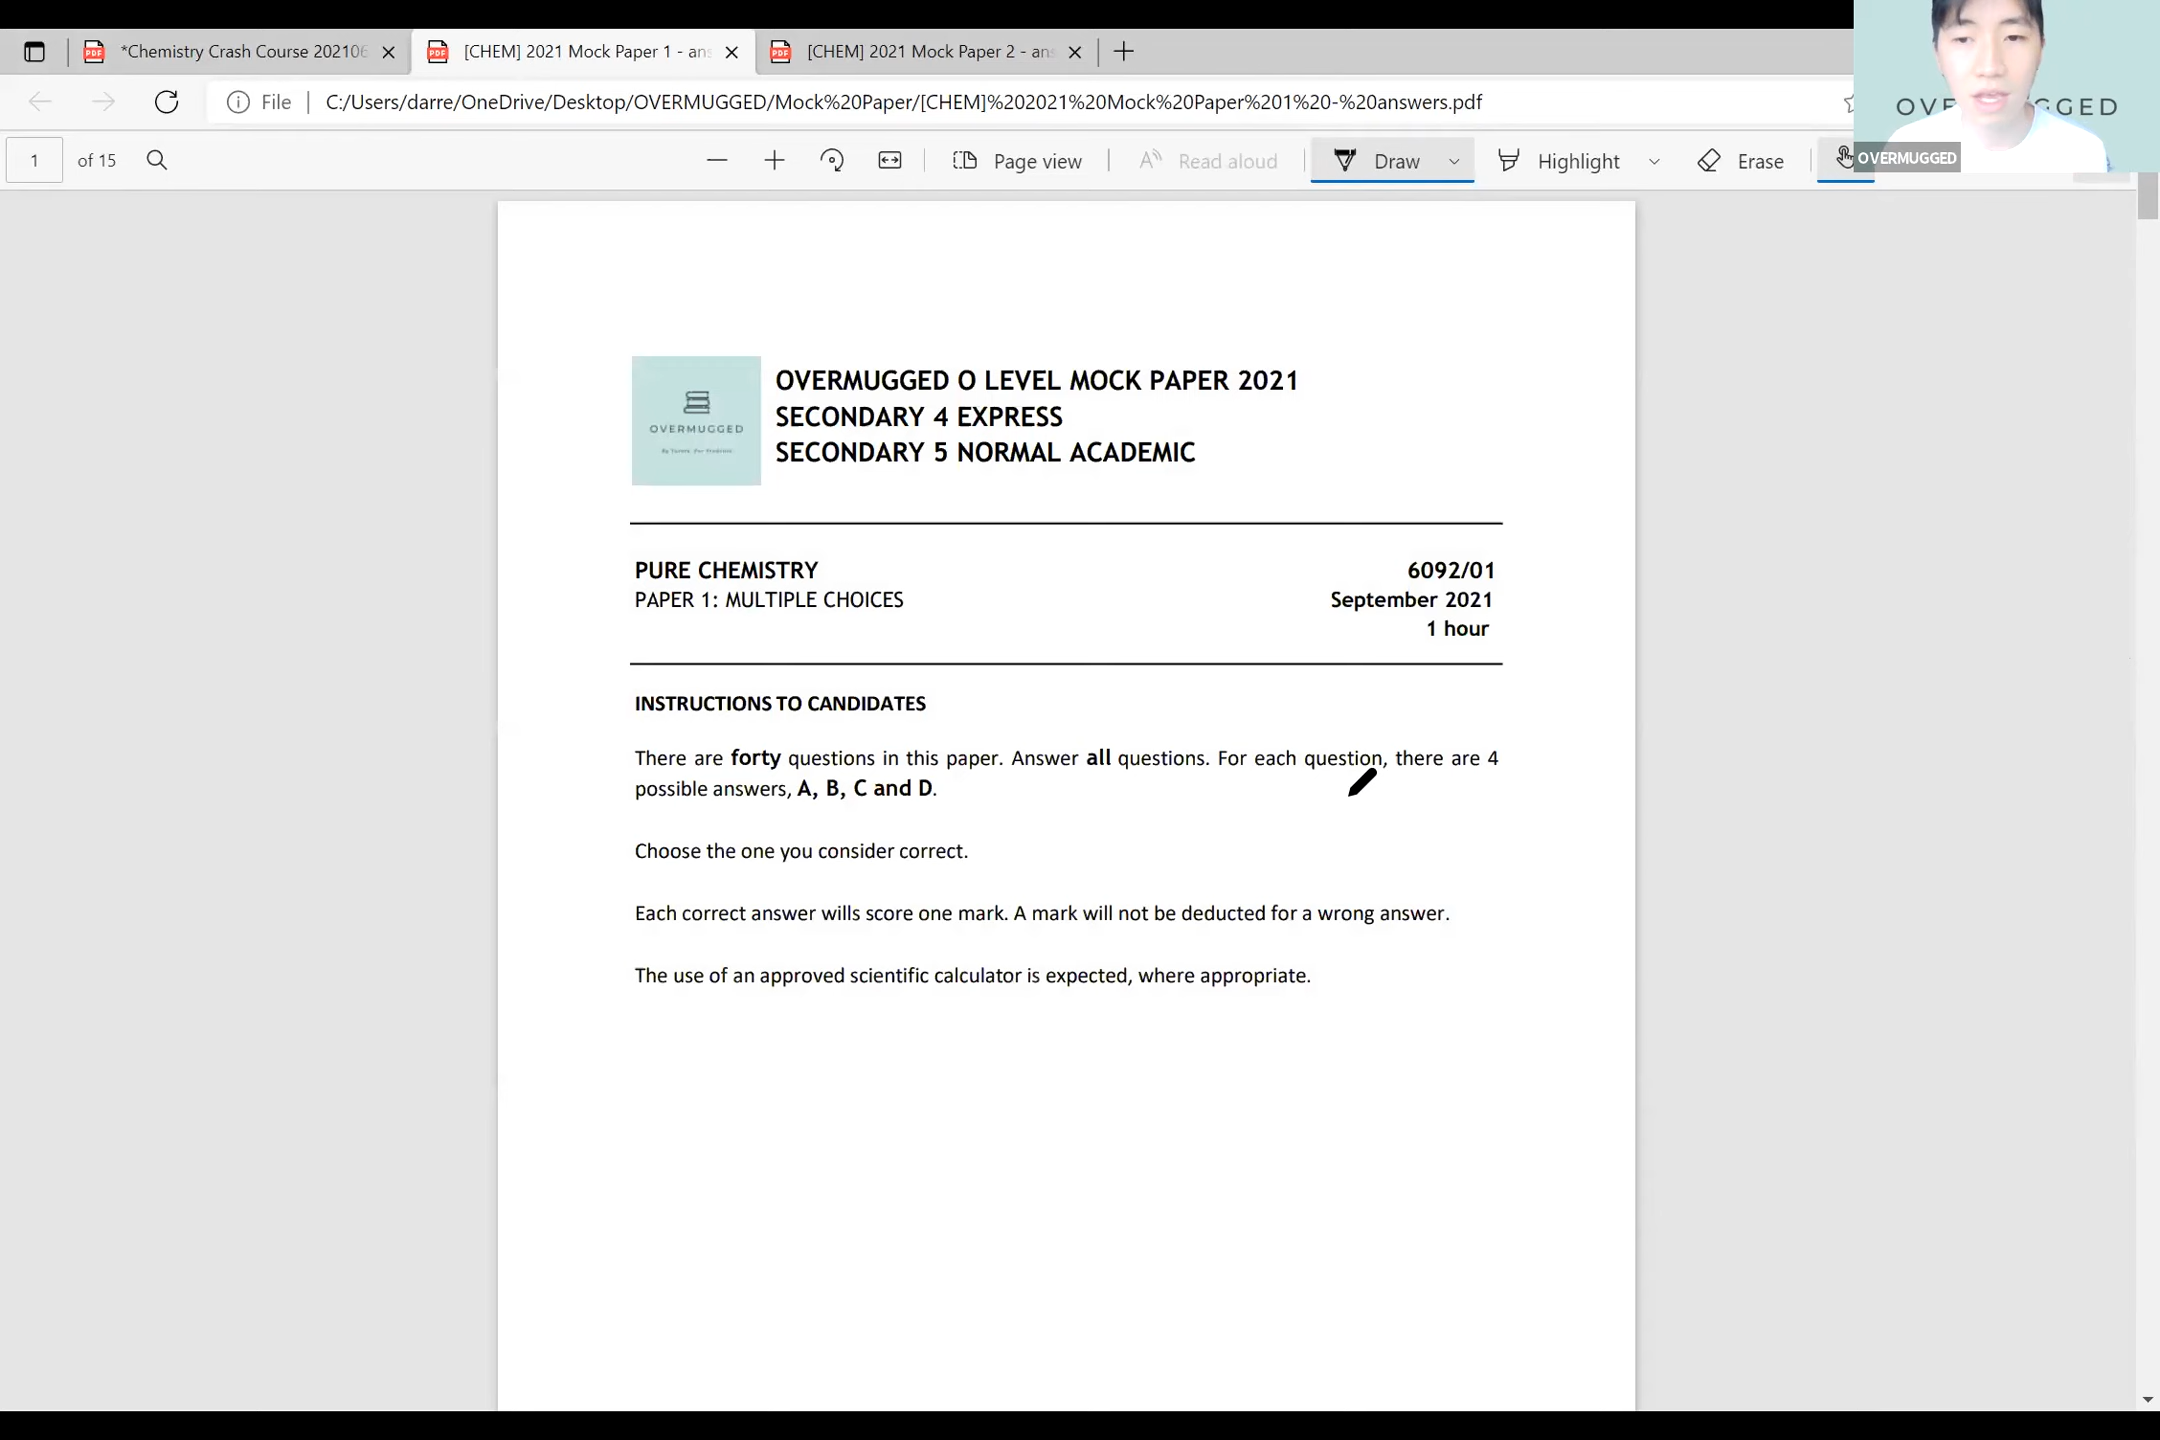 *Chemistry Crash Course 202106
[CHEM] 2021 Mock Paper 1 - ans
[CHEM] 2021 Mock Paper 2 - ans
File
C:/Users/darre/OneDrive/Desktop/OVERMUGGED/Mock%20Paper/[CHEM]%202021%20Mock%20Paper%201%20-%20answers.pdf
1 of 15
Page view
Read aloud
Draw
Highlight
Erase
OVERMUGGED
OVERMUGGED
By Tutors, For Students
OVERMUGGED O LEVEL MOCK PAPER 2021
SECONDARY 4 EXPRESS
SECONDARY 5 NORMAL ACADEMIC
PURE CHEMISTRY 6092/01
PAPER 1: MULTIPLE CHOICES September 2021
1 hour
INSTRUCTIONS TO CANDIDATES
There are forty questions in this paper. Answer all questions. For each question, there are 4
possible answers, A, B, C and D.
Choose the one you consider correct.
Each correct answer wills score one mark. A mark will not be deducted for a wrong answer.
The use of an approved scientific calculator is expected, where appropriate.